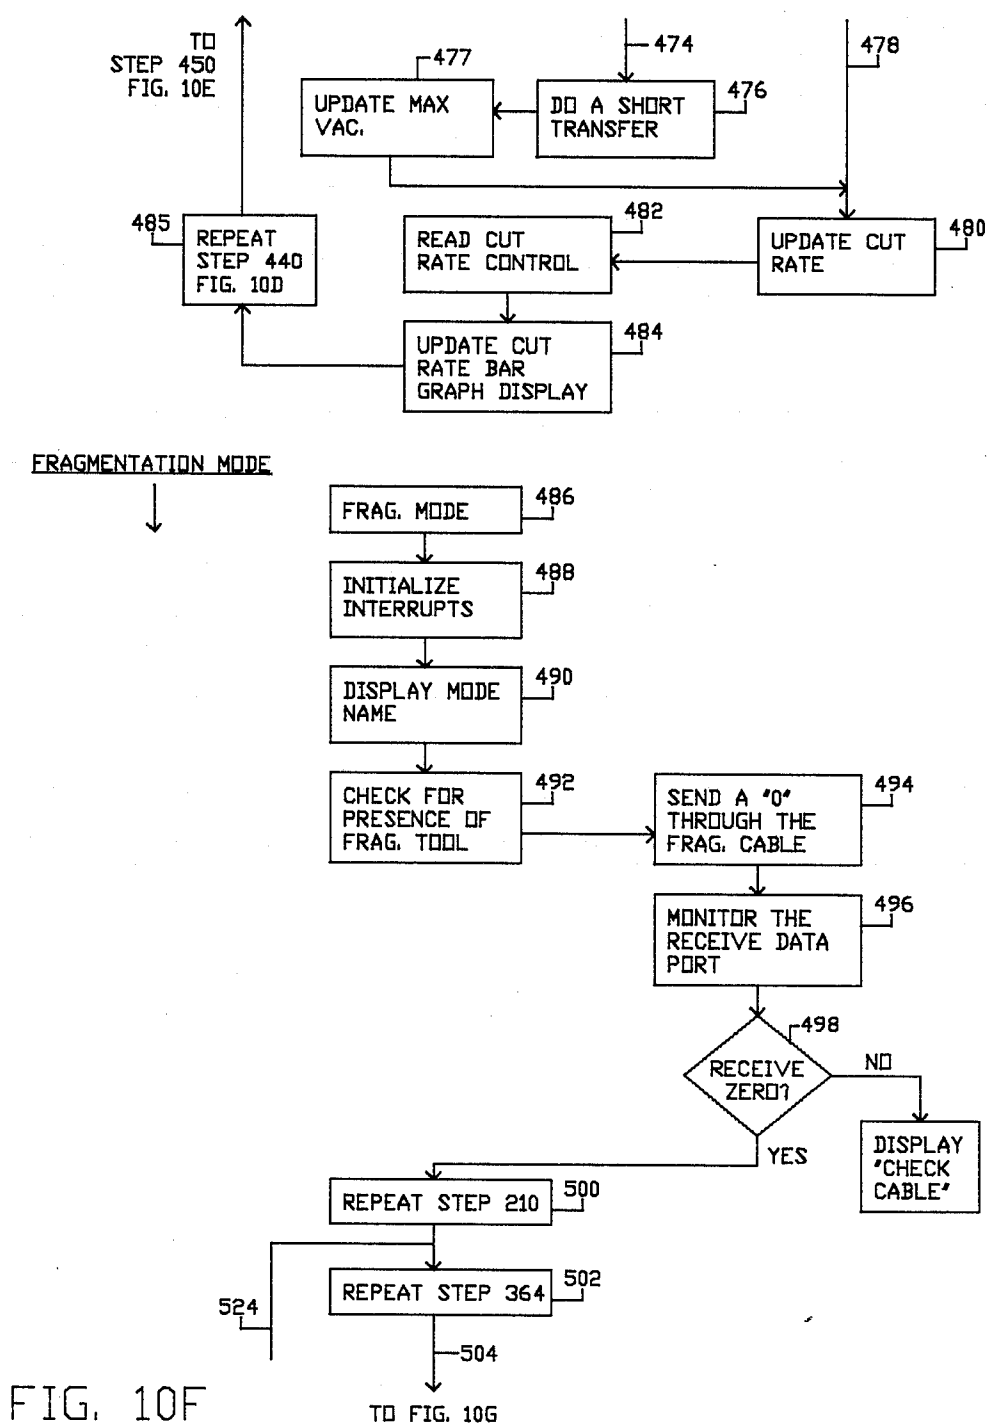 TO
STEP 450
FIG. 10E
474
478
477
UPDATE MAX
VAC.
DO A SHORT
TRANSFER
476
485
REPEAT
STEP 440
FIG. 10D
READ CUT
RATE CONTROL
482
UPDATE CUT
RATE
480
UPDATE CUT
RATE BAR
GRAPH DISPLAY
484
FRAGMENTATION MODE
FRAG. MODE
486
INITIALIZE
INTERRUPTS
488
DISPLAY MODE
NAME
490
CHECK FOR
PRESENCE OF
FRAG. TOOL
492
SEND A "0"
THROUGH THE
FRAG. CABLE
494
MONITOR THE
RECEIVE DATA
PORT
496
498
RECEIVE
ZERO?
NO
YES
DISPLAY
"CHECK
CABLE"
REPEAT STEP 210
500
REPEAT STEP 364
502
524
504
FIG. 10F
TO FIG. 10G